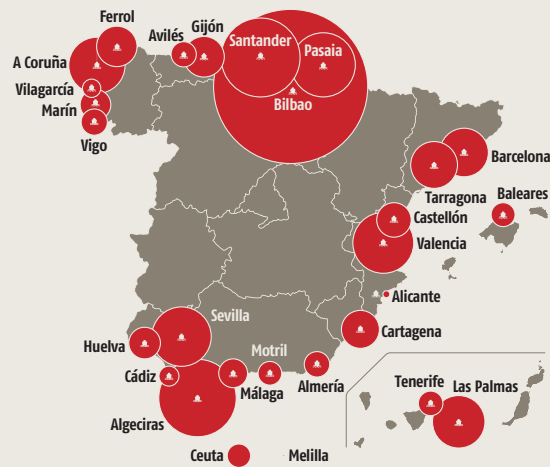 Ferrol
Avilés
Gijón
Santander
Pasaia
A Coruña
Bilbao
Vilagarcía
Marín
Vigo
Barcelona
Tarragona
Baleares
Castellón
Valencia
Alicante
Sevilla
Cartagena
Huelva
Motril
Cádiz
Málaga
Almería
Tenerife
Las Palmas
Algeciras
Ceuta
Melilla